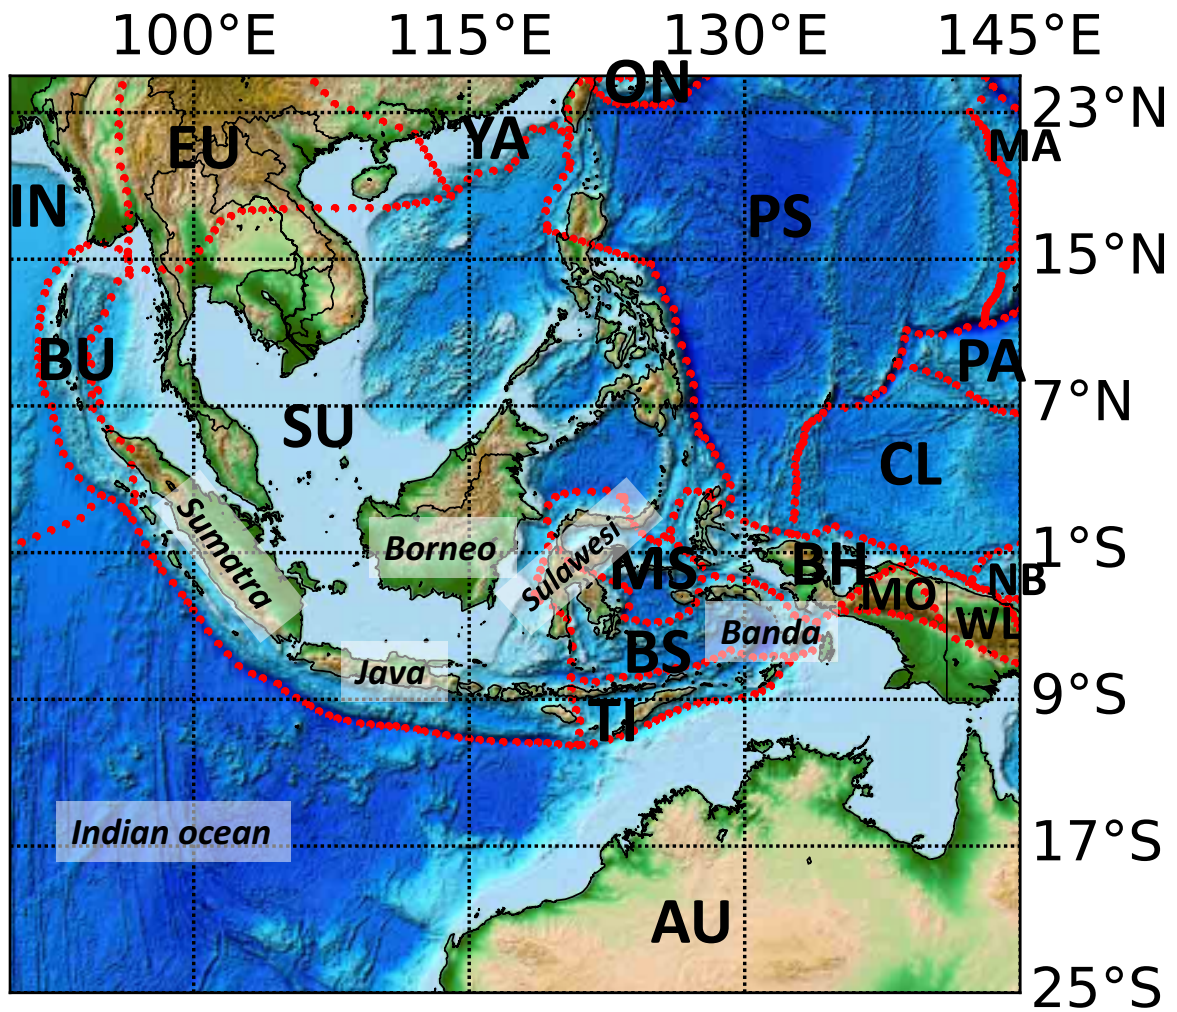 100°E 115°E 130°E 145°E
ON
23°N
EU
YA
MA
IN
PS
15°N
BU
PA
7°N
SU
CL
Sumatra
Borneo
Sulawesi
MS
BH
1°S
NB
MO
WL
Banda
BS
Java
9°S
TI
Indian ocean
17°S
AU
25°S